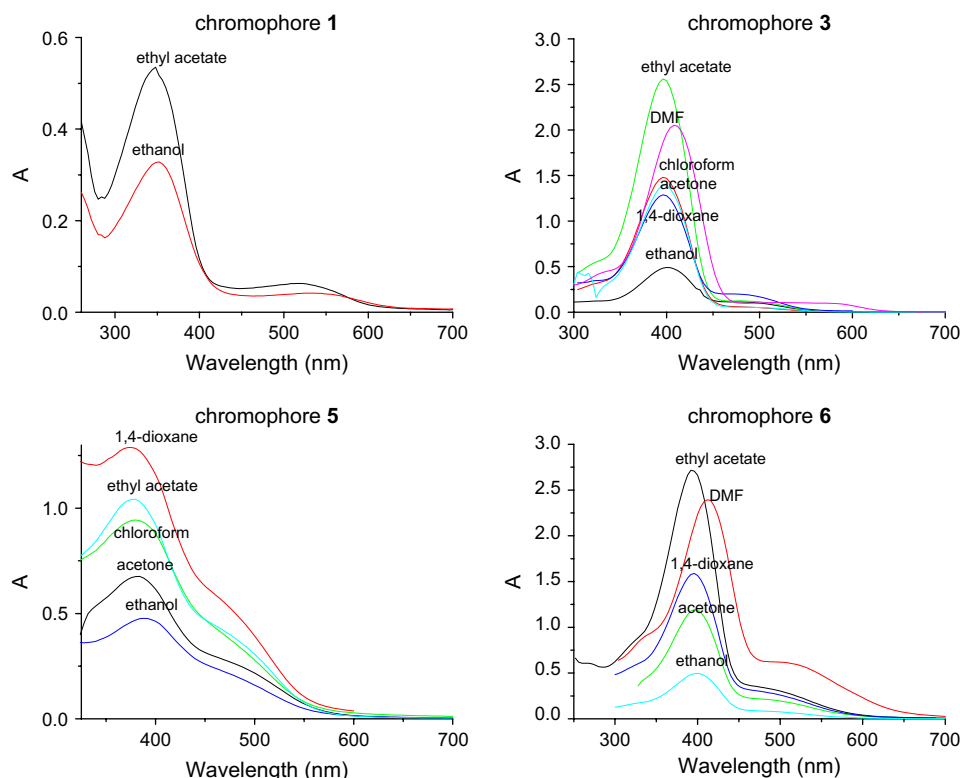 chromophore 1
0.6
0.4
0.2
0.0
A
ethyl acetate
ethanol
300 400 500 600 700
Wavelength (nm)
chromophore 3
3.0
2.5
2.0
1.5
1.0
0.5
0.0
A
ethyl acetate
DMF
chloroform
acetone
1,4-dioxane
ethanol
300 400 500 600 700
Wavelength (nm)
chromophore 5
1.0
0.5
0.0
A
1,4-dioxane
ethyl acetate
chloroform
acetone
ethanol
400 500 600 700
Wavelength (nm)
chromophore 6
3.0
2.5
2.0
1.5
1.0
0.5
0.0
A
ethyl acetate
DMF
1,4-dioxane
acetone
ethanol
300 400 500 600 700
Wavelength (nm)